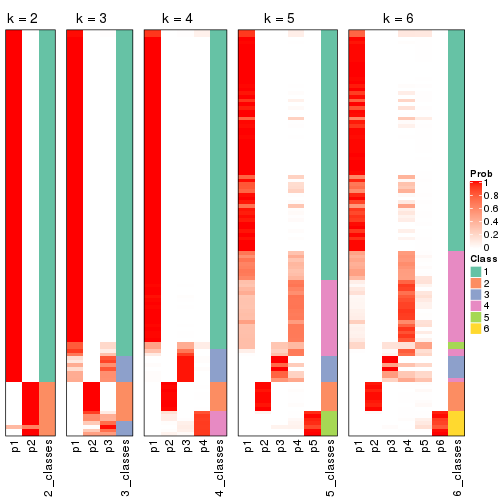 k = 2
k = 3
k = 4
k = 5
k = 6
Prob
1
0.8
0.6
0.4
0.2
0
Class
1
2
3
4
5
6
p1
p2
2_classes
p1
p2
p3
3_classes
p1
p2
p3
p4
4_classes
p1
p2
p3
p4
p5
5_classes
p1
p2
p3
p4
p5
p6
6_classes